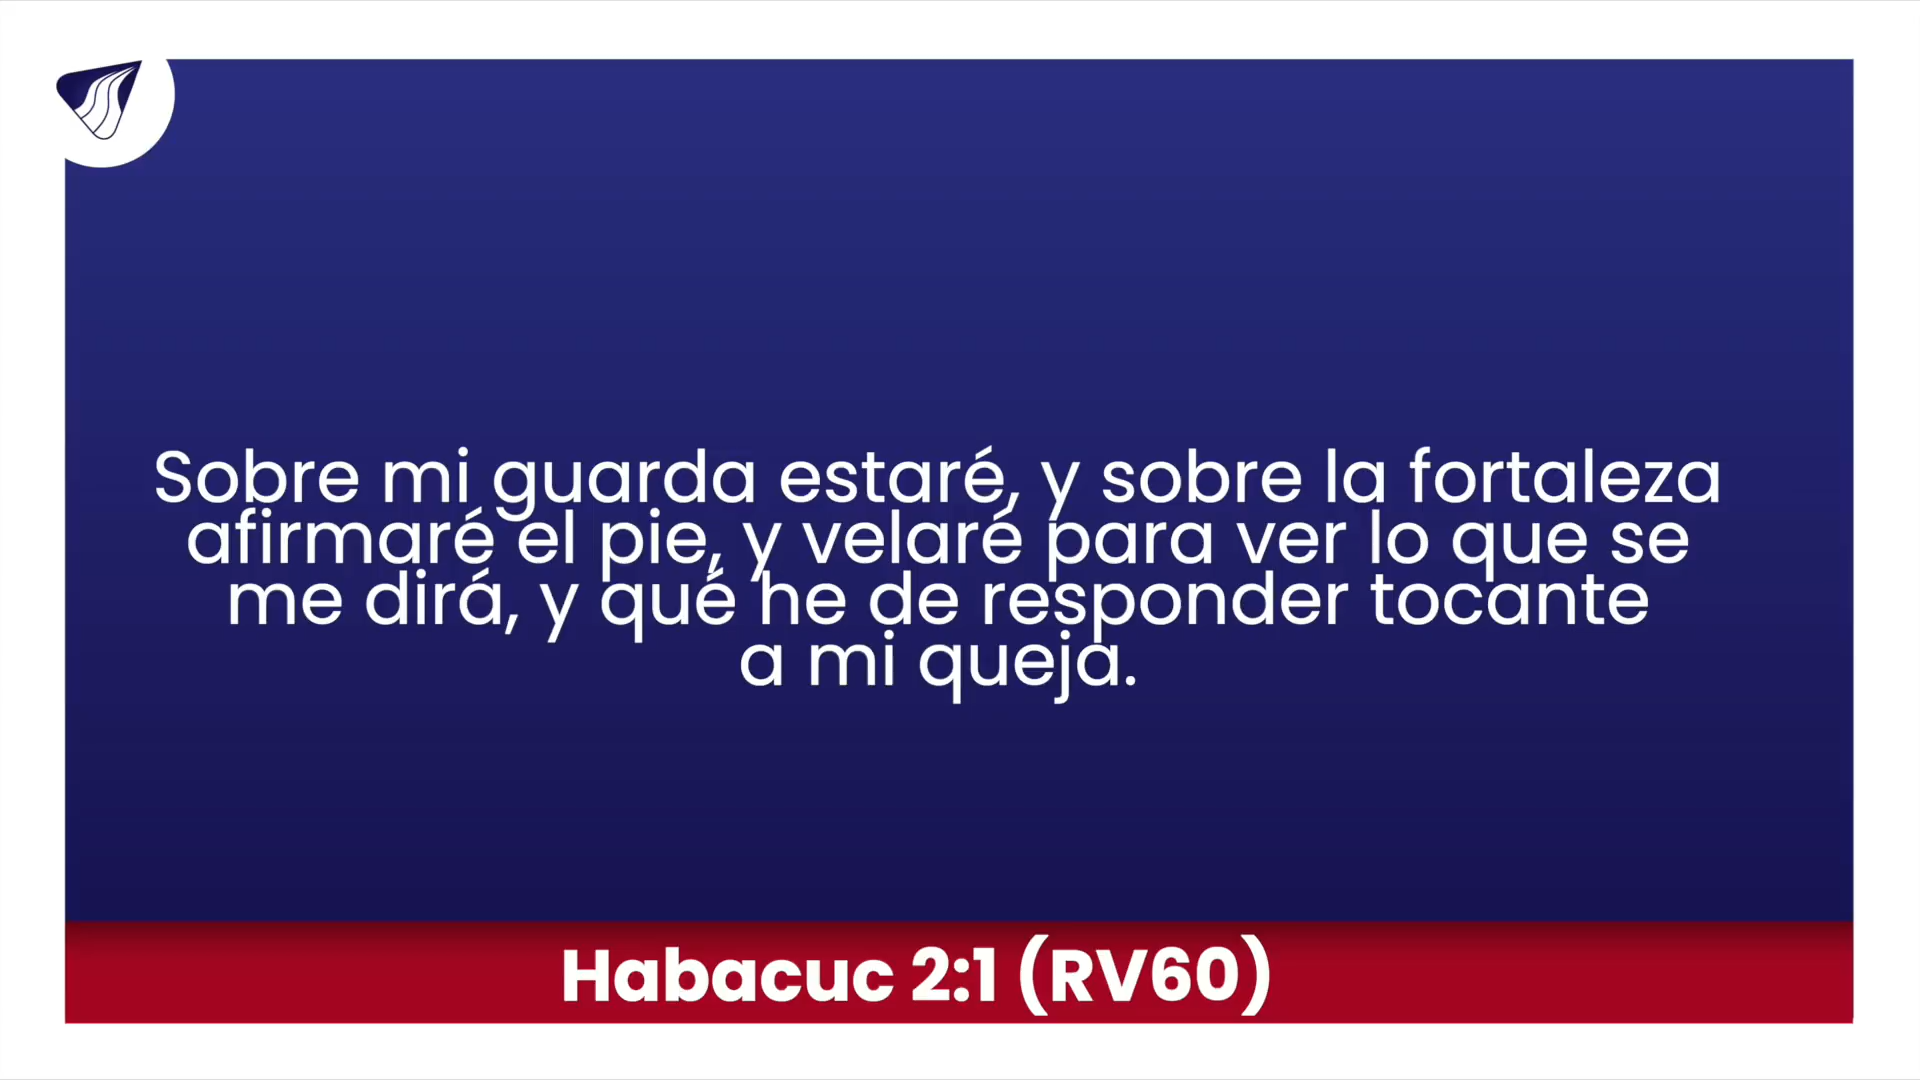 Sobre mi guarda estaré, y sobre la fortaleza
afirmaré el pie, y velaré para ver lo que se
me dirá, y qué he de responder tocante
a mi queja.
Habacuc 2:1 (RV60)